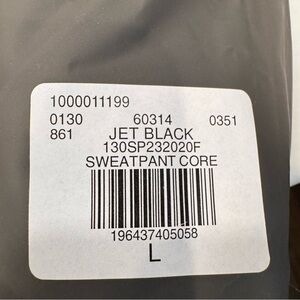 1000011199
0130 60314 0351
861 JET BLACK
130SP232020F
SWEATPANT CORE
196437405058
L